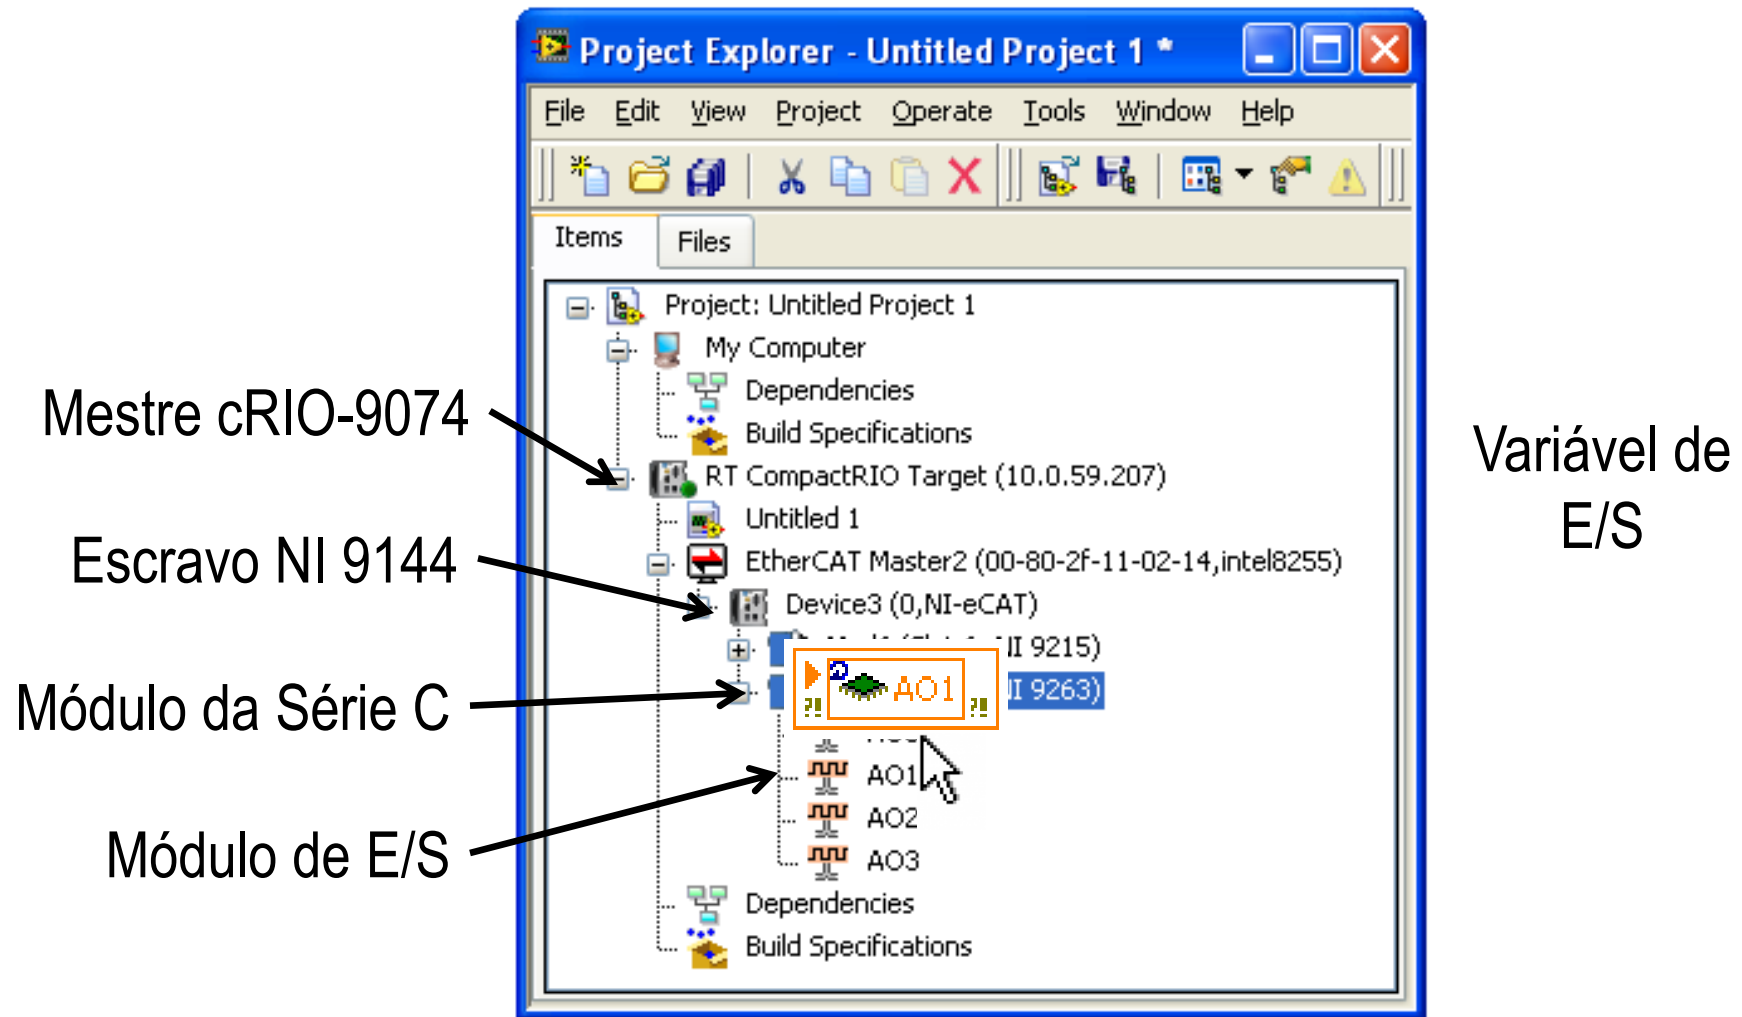 Project Explorer - Untitled Project 1 *
File Edit View Project Operate Tools Window Help
Items Files
Project: Untitled Project 1
My Computer
Dependencies
Build Specifications
RT CompactRIO Target (10.0.59.207)
Untitled 1
EtherCAT Master2 (00-80-2f-11-02-14,intel8255)
Device3 (0,NI-eCAT)
NI 9215)
NI 9263)
AO1
?!
?!
AO1
AO2
AO3
Dependencies
Build Specifications
Mestre cRIO-9074
Escravo NI 9144
Módulo da Série C
Módulo de E/S
Variável de
E/S